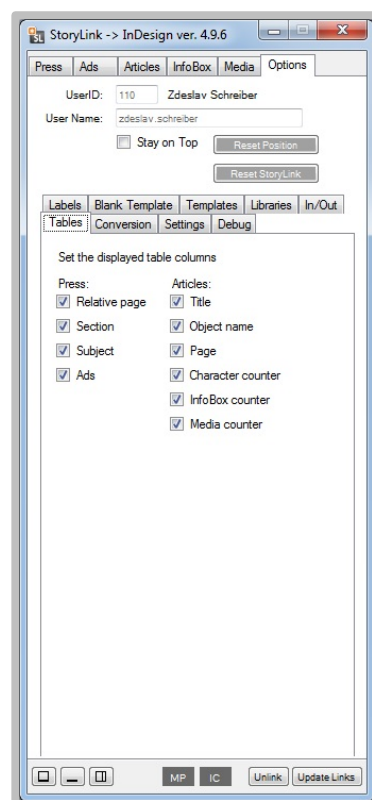 SL StoryLink -> InDesign ver. 4.9.6
Press Ads Articles InfoBox Media Options
UserID: 110 Zdeslav Schreiber
User Name: zdeslav.schreiber
Stay on Top Reset Position
Reset StoryLink
Labels Blank Template Templates Libraries In/Out
Tables Conversion Settings Debug
Set the displayed table columns
Press: Articles:
Relative page Title
Section Object name
Subject Page
Ads Character counter
InfoBox counter
Media counter
MP IC Unlink Update Links